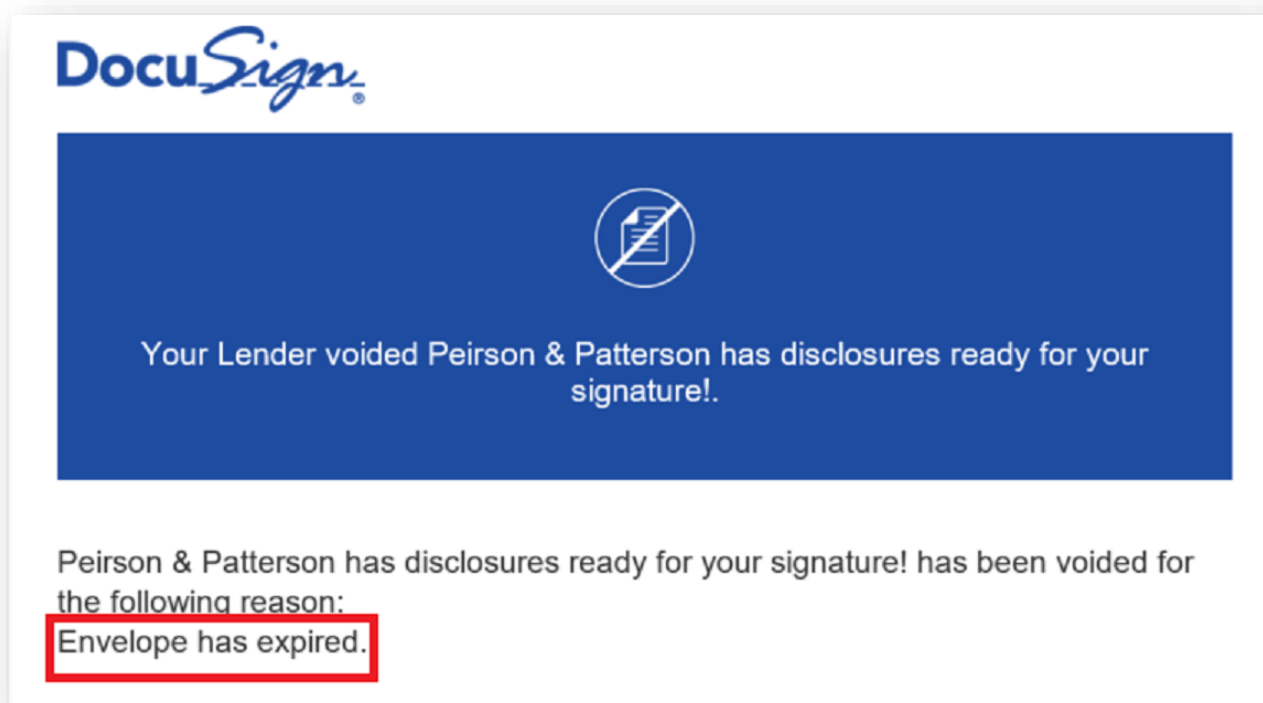 DocuSign®
Your Lender voided Peirson & Patterson has disclosures ready for your
signature!.
Peirson & Patterson has disclosures ready for your signature! has been voided for
the following reason:
Envelope has expired.